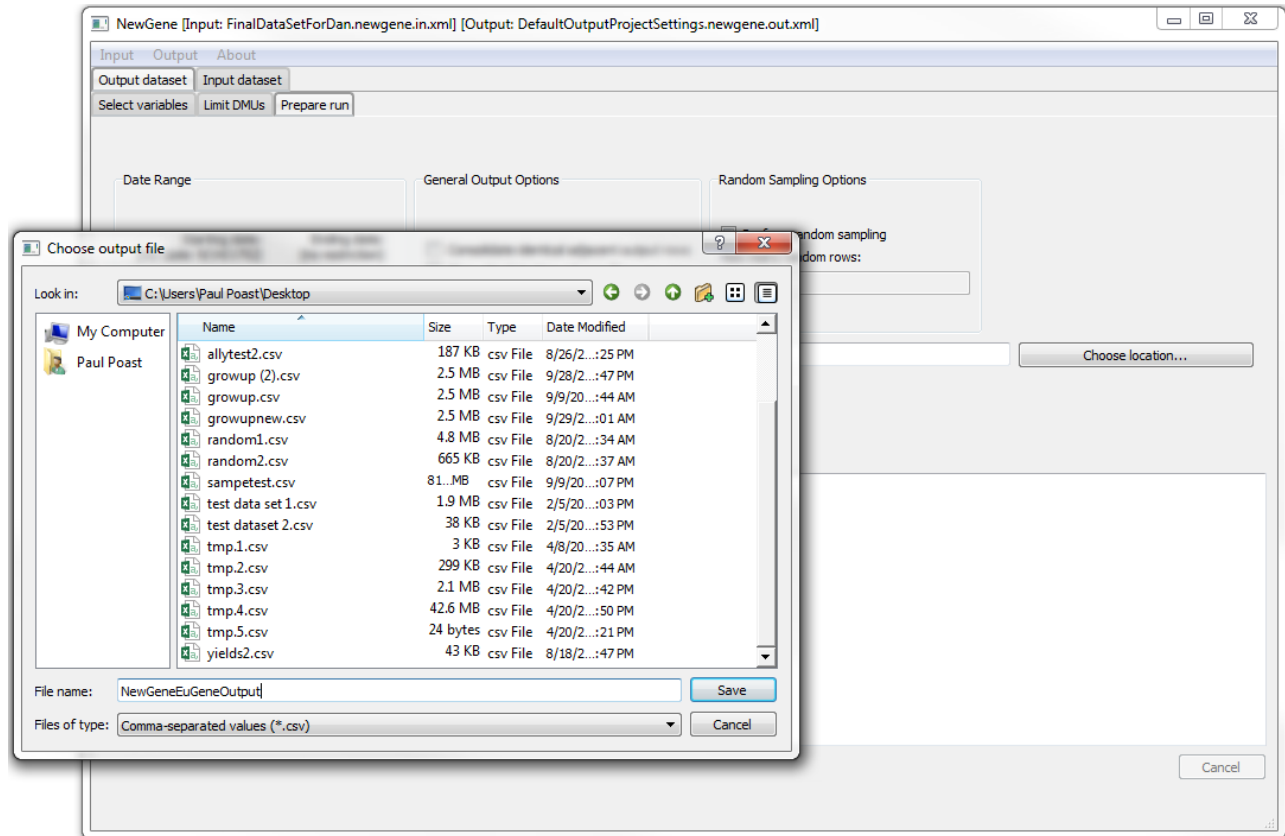 NewGene [Input: FinalDataSetForDan.newgene.in.xml] [Output: DefaultOutputProjectSettings.newgene.out.xml]
Input Output About
Output dataset Input dataset
Select variables Limit DMUs Prepare run
Date Range General Output Options Random Sampling Options
Choose output file
random sampling
rows:
Look in: C:\Users\Paul Poast\Desktop
My Computer
Paul Poast
Name Size Type Date Modified
allytest2.csv 187 KB csv File 8/26/2...:25 PM
growup (2).csv 2.5 MB csv File 9/28/2...:47 PM
growup.csv 2.5 MB csv File 9/9/20...:44 AM
growupnew.csv 2.5 MB csv File 9/29/2...:01 AM
random1.csv 4.8 MB csv File 8/20/2...:34 AM
random2.csv 665 KB csv File 8/20/2...:37 AM
sampetest.csv 81...MB csv File 9/9/20...:07 PM
test data set 1.csv 1.9 MB csv File 2/5/20...:03 PM
test dataset 2.csv 38 KB csv File 2/5/20...:53 PM
tmp.1.csv 3 KB csv File 4/8/20...:35 AM
tmp.2.csv 299 KB csv File 4/20/2...:44 AM
tmp.3.csv 2.1 MB csv File 4/20/2...:42 PM
tmp.4.csv 42.6 MB csv File 4/20/2...:50 PM
tmp.5.csv 24 bytes csv File 4/20/2...:21 PM
yields2.csv 43 KB csv File 8/18/2...:47 PM
Choose location...
File name: NewGeneEuGeneOutput Save
Files of type: Comma-separated values (*.csv) Cancel
Cancel